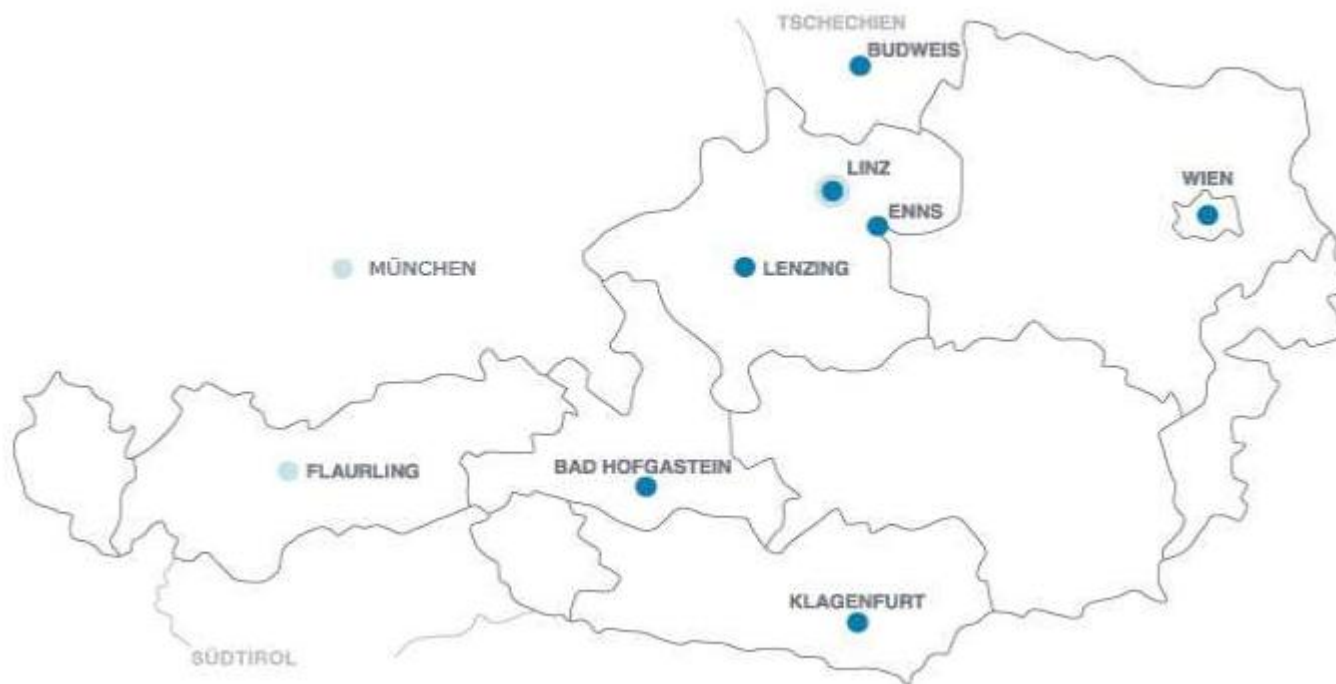 TSCHECHIEN
BUDWEIS
LINZ
WIEN
ENNS
MÜNCHEN
LENZING
FLAURLING
BAD HOFGASTEIN
KLAGENFURT
SÜDTIROL